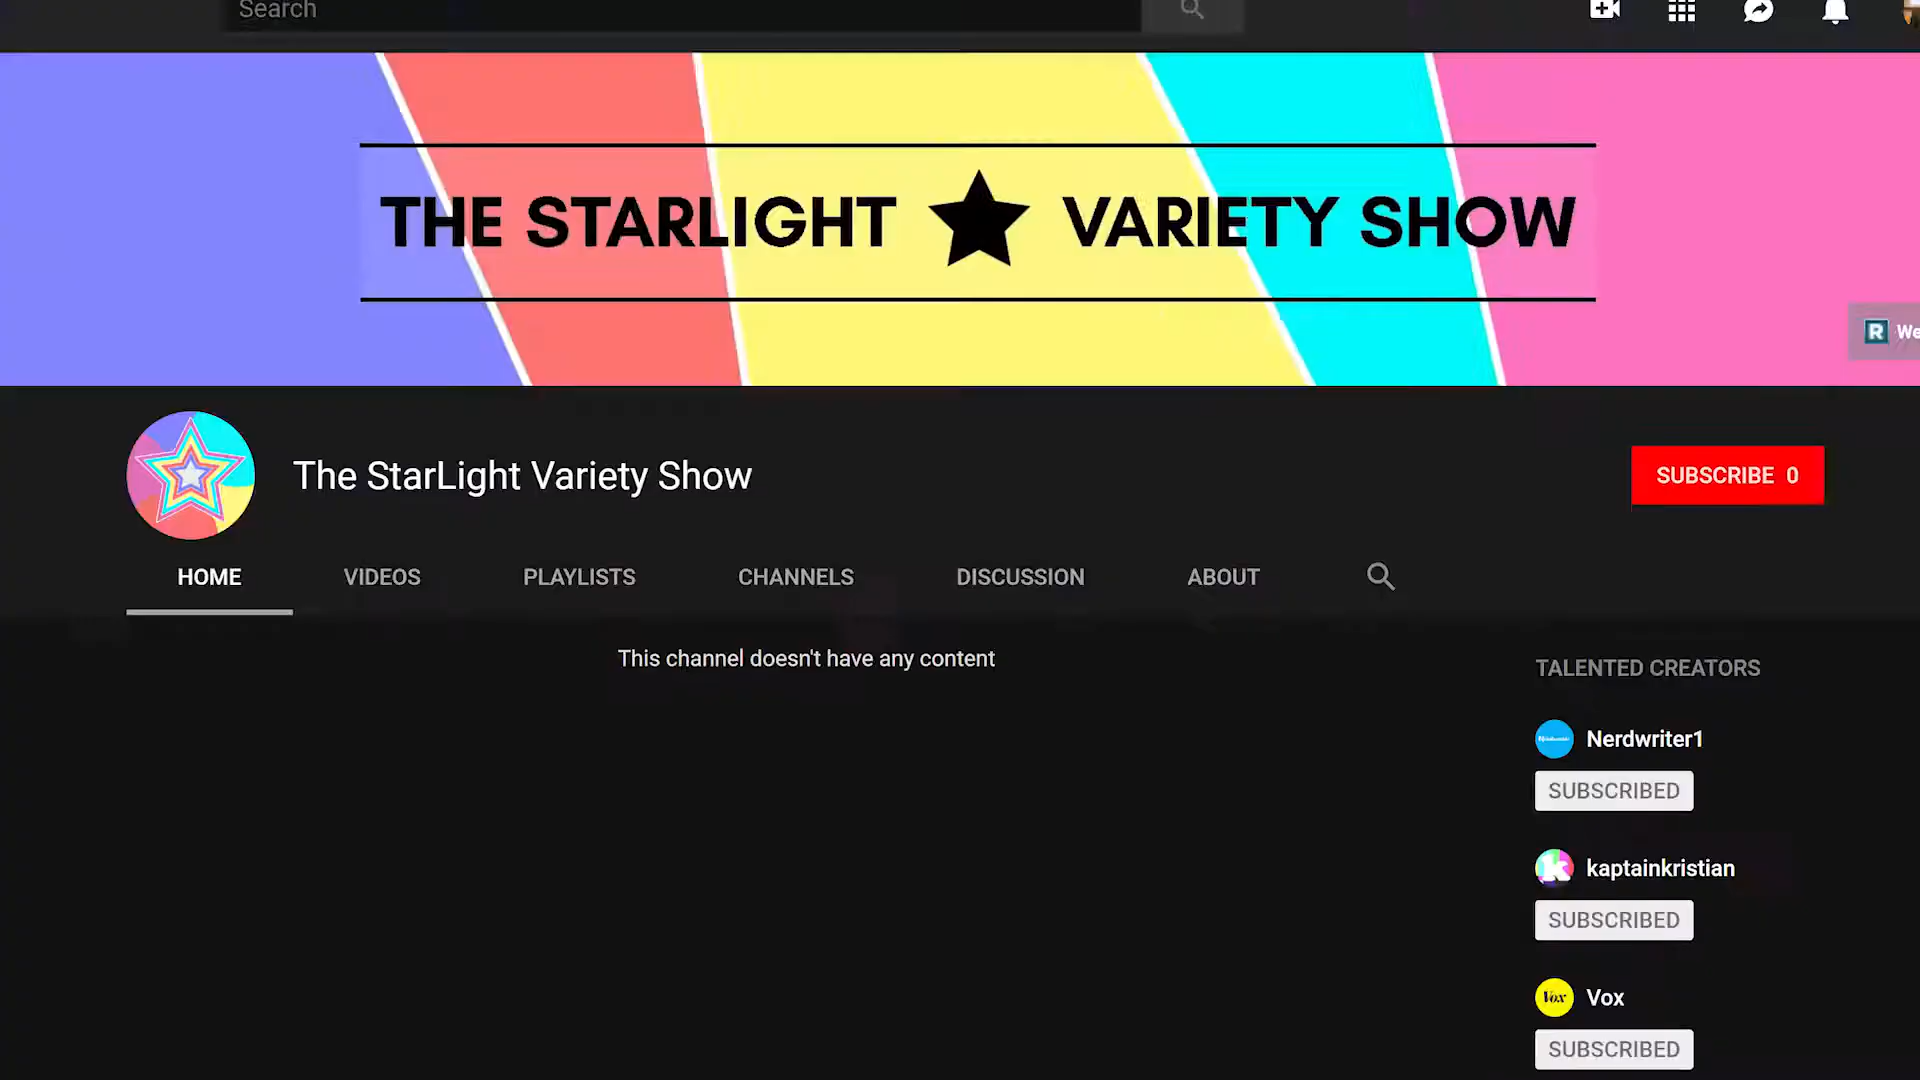 Search
THE STARLIGHT ★ VARIETY SHOW
R We
The StarLight Variety Show
SUBSCRIBE 0
HOME VIDEOS PLAYLISTS CHANNELS DISCUSSION ABOUT
This channel doesn't have any content
TALENTED CREATORS
Nerdwriter1
SUBSCRIBED
k kaptainkristian
SUBSCRIBED
Vox Vox
SUBSCRIBED